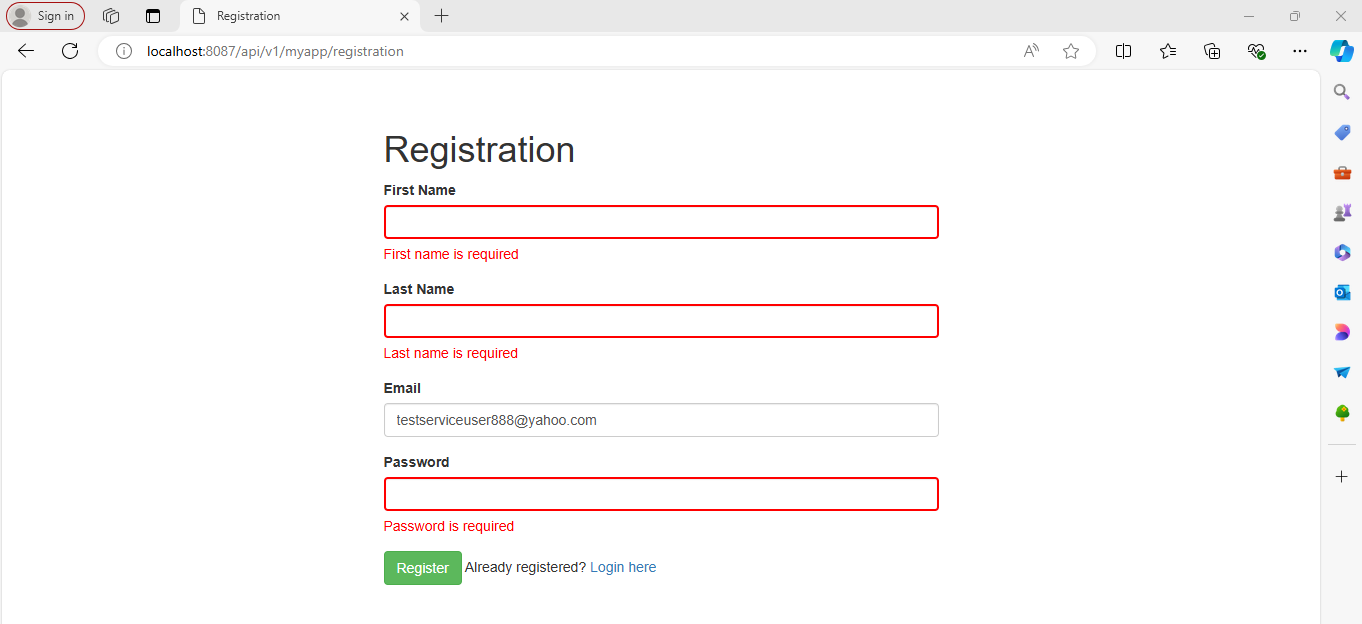 Sign in
Registration
localhost:8087/api/v1/myapp/registration
Registration
First Name
First name is required
Last Name
Last name is required
Email
testserviceuser888@yahoo.com
Password
Password is required
Register Already registered? Login here